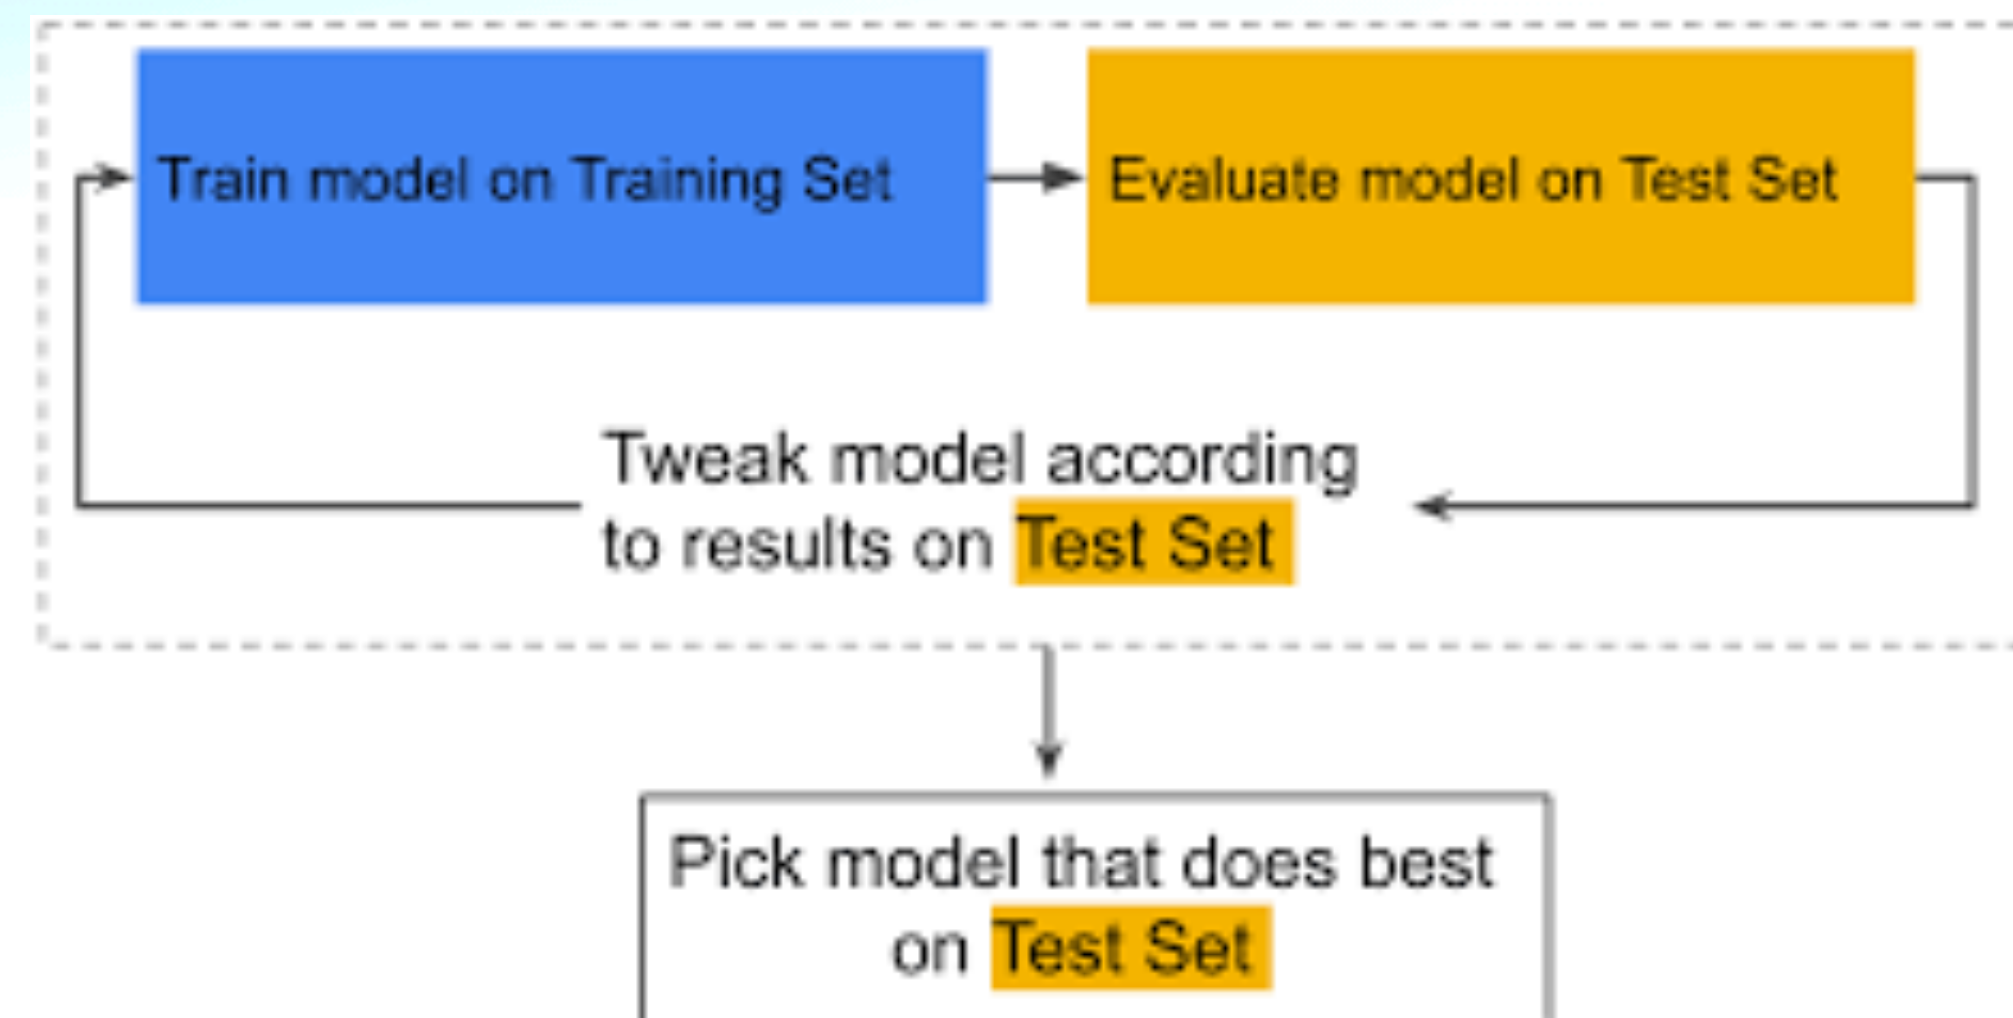 Train model on Training Set
Evaluate model on Test Set
Tweak model according
to results on Test Set
Pick model that does best
on Test Set